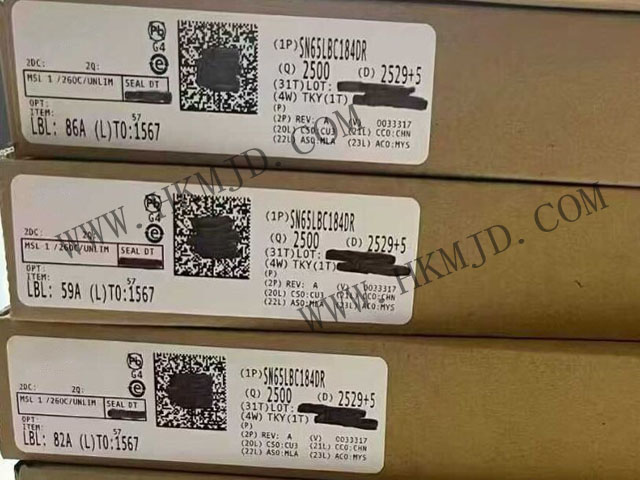 Pb
G4
e
2DC: 2Q:
MSL 1 /260C/UNLIM SEAL DT
OPT:
ITEM: 57
LBL: 86A (L)TO:1567
(1P)SN65LBC184DR
(Q) 2500 (D) 2529+5
(31T)LOT:
(4W) TKY(1T)
(P)
(2P) REV: A (V) 0033317
(20L) CSO:CU3 (21L) CCO:CHN
(22L) ASO:MLA (23L) ACO:MYS
WWW.HKMJD.COM
Pb
G4
e
2DC: 2Q:
MSL 1 /260C/UNLIM SEAL DT
OPT:
ITEM: 57
LBL: 59A (L)TO:1567
(1P)SN65LBC184DR
(Q) 2500 (D) 2529+5
(31T)LOT:
(4W) TKY(1T)
(P)
(2P) REV: A (V) 0033317
(20L) CSO:CU3 (21L) CCO:CHN
(22L) ASO:MLA (23L) ACO:MYS
WWW.HKMJD.COM
Pb
G4
e
2DC: 2Q:
MSL 1 /260C/UNLIM SEAL DT
OPT:
ITEM: 57
LBL: 82A (L)TO:1567
(1P)SN65LBC184DR
(Q) 2500 (D) 2529+5
(31T)LOT:
(4W) TKY(1T)
(P)
(2P) REV: A (V) 0033317
(20L) CSO:CU3 (21L) CCO:CHN
(22L) ASO:MLA (23L) ACO:MYS